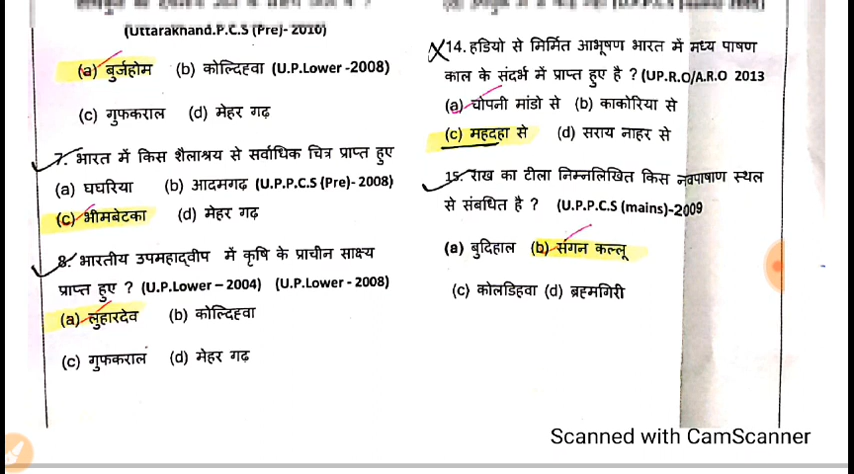 (Uttarakhand.P.C.S (Pre)- 2010)
(a) बुर्जहोम (b) कोल्दिहवा (U.P.Lower -2008)
(c) गुफकराल (d) मेहर गढ़
7. भारत में किस शैलाश्रय से सर्वाधिक चित्र प्राप्त हुए
(a) घघरिया (b) आदमगढ़ (U.P.P.C.S (Pre)- 2008)
(c) भीमबेटका (d) मेहर गढ़
8. भारतीय उपमहाद्वीप में कृषि के प्राचीन साक्ष्य
प्राप्त हुए ? (U.P.Lower – 2004) (U.P.Lower - 2008)
(a) लुहारदेव (b) कोल्दिहवा
(c) गुफकराल (d) मेहर गढ़
14. हडियो से मिर्मित आभूषण भारत में मध्य पाषण
काल के संदर्भ में प्राप्त हुए है ? (UP.R.O/A.R.O 2013
(a) चोपनी मांडो से (b) काकोरिया से
(c) महदहा से (d) सराय नाहर से
15. राख का टीला निम्नलिखित किस नवपाषाण स्थल
से संबधित है ? (U.P.P.C.S (mains)-2009
(a) बुदिहाल (b) संगन कल्लू
(c) कोलडिहवा (d) ब्रह्मगिरी
Scanned with CamScanner